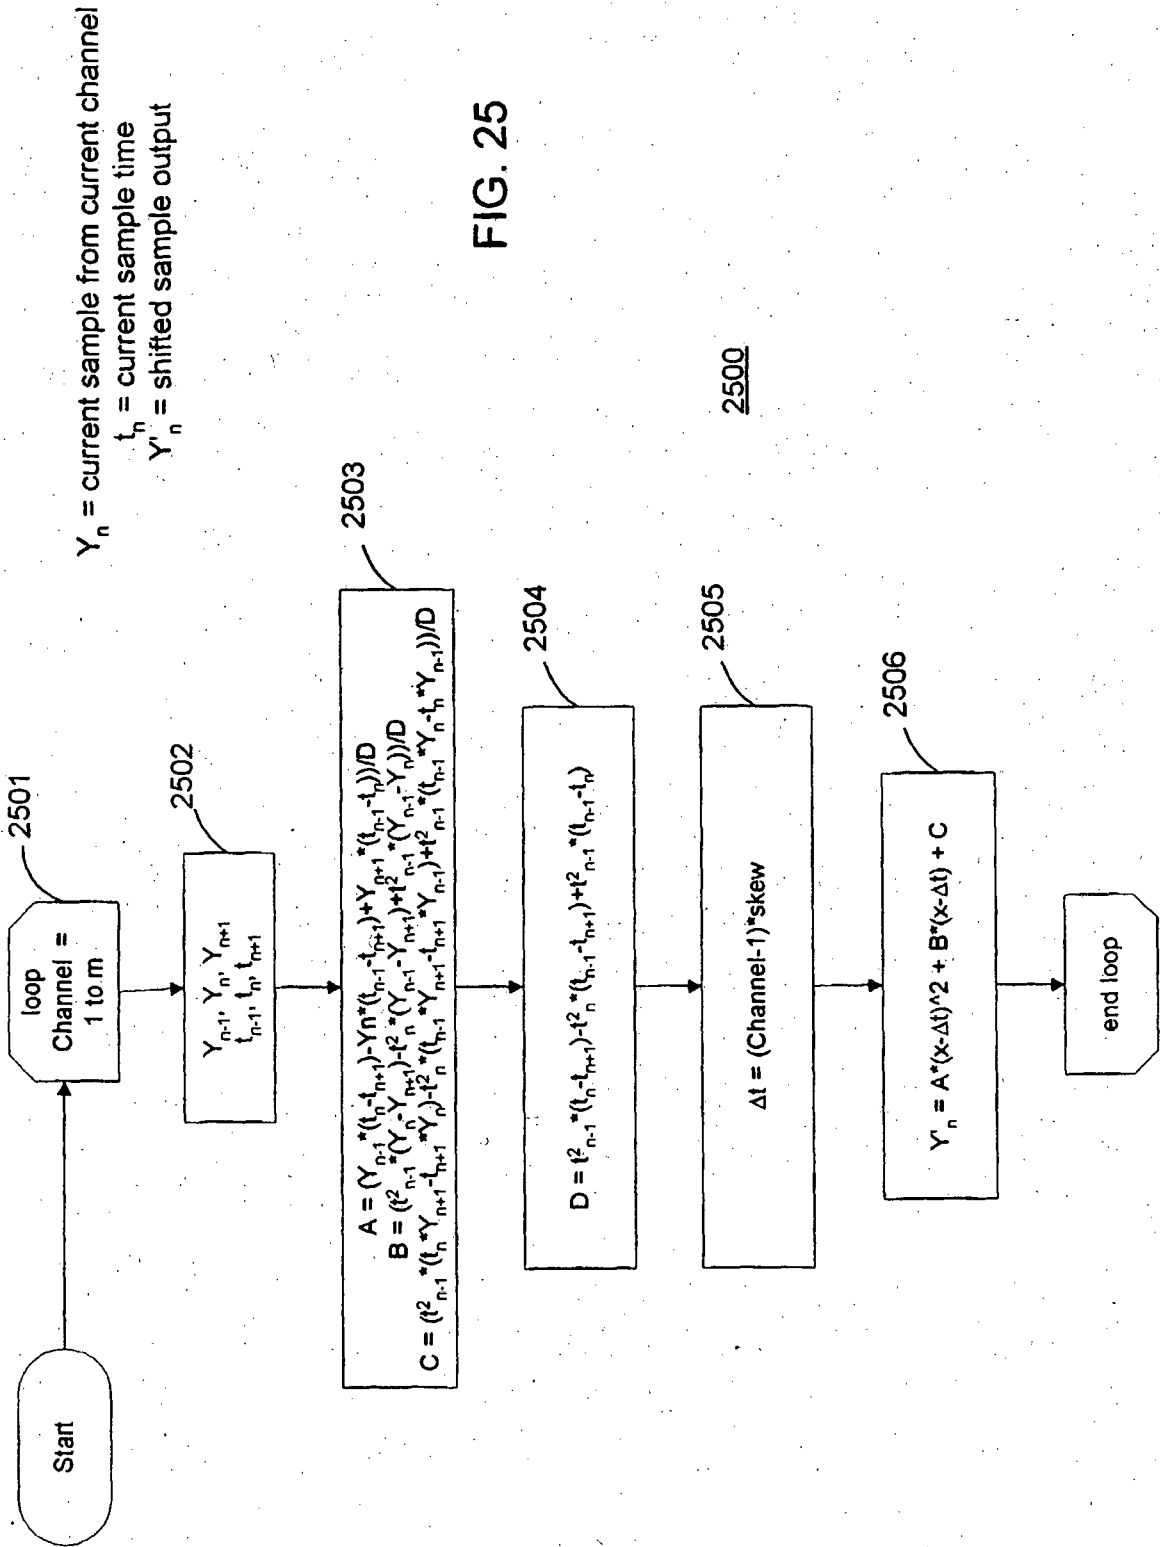 Start
loop
Channel =
1 to m
2501
Yₙ₋₁, Yₙ, Yₙ₊₁
tₙ₋₁, tₙ, tₙ₊₁
2502
A = (Yₙ₋₁*(tₙ-tₙ₊₁)-Yn*(tₙ₋₁-tₙ₊₁)+Yₙ₊₁*(tₙ₋₁-tₙ))/D
B = (t²ₙ₋₁*(Yₙ-Yₙ₊₁)-t²ₙ*(Yₙ₋₁-Yₙ₊₁)+t²ₙ₋₁*(Yₙ₋₁-Yₙ))/D
C = (t²ₙ₋₁*(tₙ*Yₙ₊₁-tₙ₊₁*Yₙ)-t²ₙ*(tₙ₋₁*Yₙ₊₁-tₙ₊₁*Yₙ₋₁)+t²ₙ₋₁*(tₙ₋₁*Yₙ-tₙ*Yₙ₋₁))/D
2503
D = t²ₙ₋₁*(tₙ-tₙ₊₁)-t²ₙ*(tₙ₋₁-tₙ₊₁)+t²ₙ₋₁*(tₙ₋₁-tₙ)
2504
Δt = (Channel-1)*skew
2505
Y'ₙ = A*(x-Δt)^2 + B*(x-Δt) + C
2506
end loop
Yₙ = current sample from current channel
tₙ = current sample time
Y'ₙ = shifted sample output
2500
FIG. 25